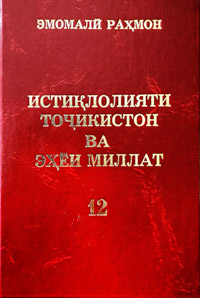 ЭМОМАЛӢ РАҲМОН
ИСТИҚЛОЛИЯТИ
ТОҶИКИСТОН
ВА
ЭҲЁИ МИЛЛАТ
12